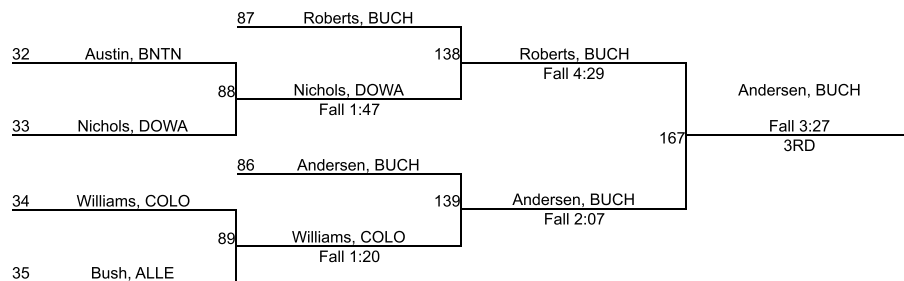 87 Roberts, BUCH
32 Austin, BNTN
138 Roberts, BUCH
Fall 4:29
88 Nichols, DOWA
Fall 1:47
Andersen, BUCH
33 Nichols, DOWA
167 Fall 3:27
3RD
86 Andersen, BUCH
34 Williams, COLO
139 Andersen, BUCH
Fall 2:07
89 Williams, COLO
Fall 1:20
35 Bush, ALLE